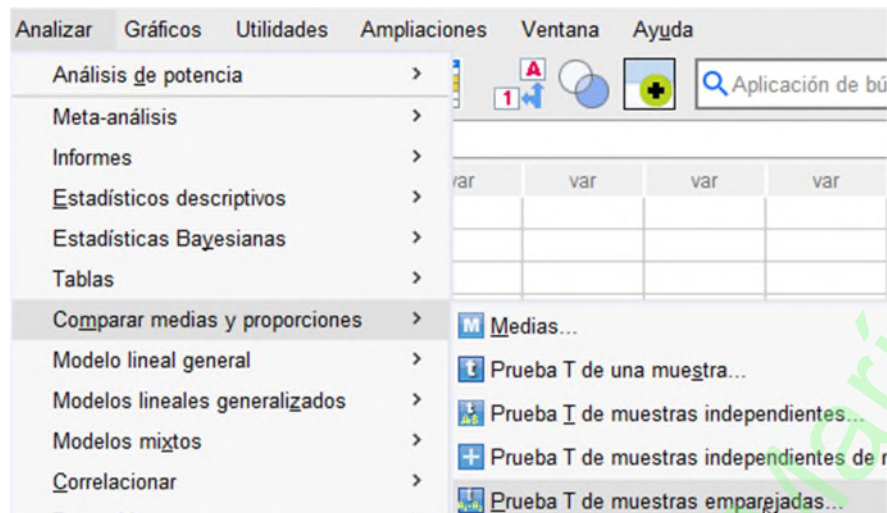 Analizar Gráficos Utilidades Ampliaciones Ventana Ayuda
Análisis de potencia >
A
1
Aplicación de bú
Meta-análisis >
Informes >
var var var var
Estadísticos descriptivos >
Estadísticas Bayesianas >
Tablas >
Comparar medias y proporciones >
M Medias...
Modelo lineal general >
t Prueba T de una muestra...
Modelos lineales generalizados >
Prueba T de muestras independientes...
Modelos mixtos >
Prueba T de muestras independientes de
Correlacionar >
Prueba T de muestras emparejadas...
Marí